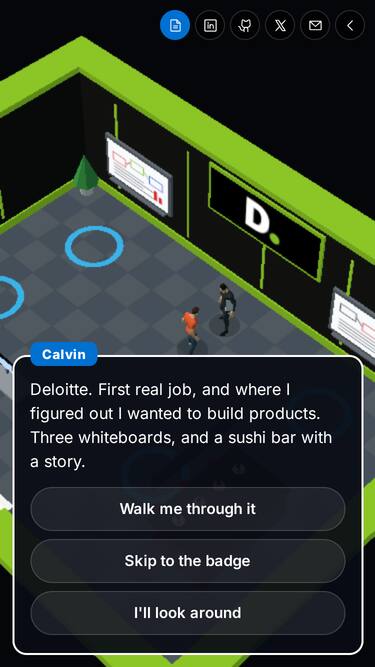 D.
Calvin
Deloitte. First real job, and where I
figured out I wanted to build products.
Three whiteboards, and a sushi bar with
a story.
Walk me through it
Skip to the badge
I'll look around